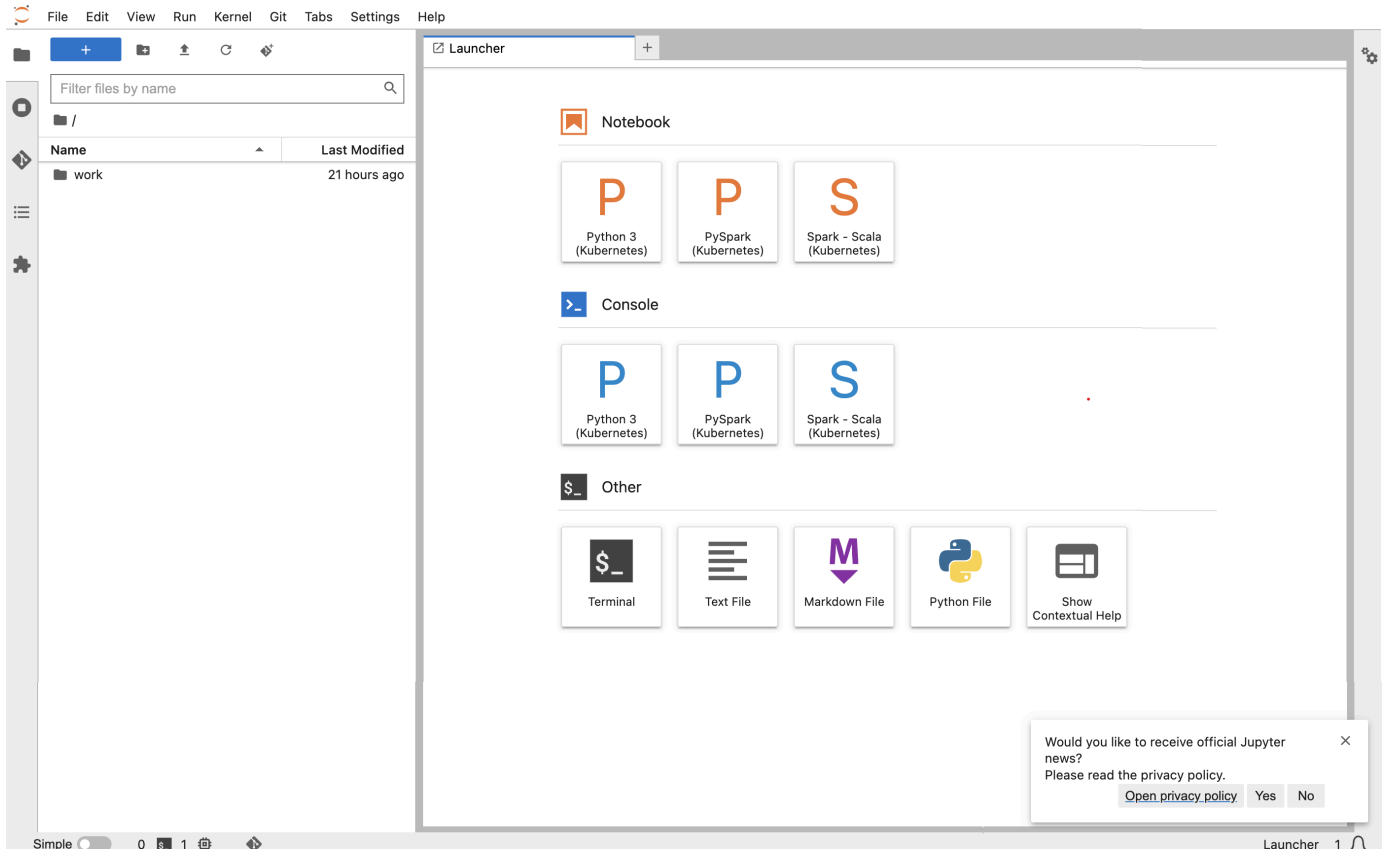 File Edit View Run Kernel Git Tabs Settings Help
+
Filter files by name
/
Name Last Modified
work 21 hours ago
Launcher +
Notebook
P P S
Python 3 PySpark Spark - Scala
(Kubernetes) (Kubernetes) (Kubernetes)
>_ Console
P P S
Python 3 PySpark Spark - Scala
(Kubernetes) (Kubernetes) (Kubernetes)
$_ Other
$_ M
Terminal Text File Markdown File Python File Show
Contextual Help
Would you like to receive official Jupyter
news?
Please read the privacy policy.
Open privacy policy Yes No
Simple 0 $_ 1 Launcher 1